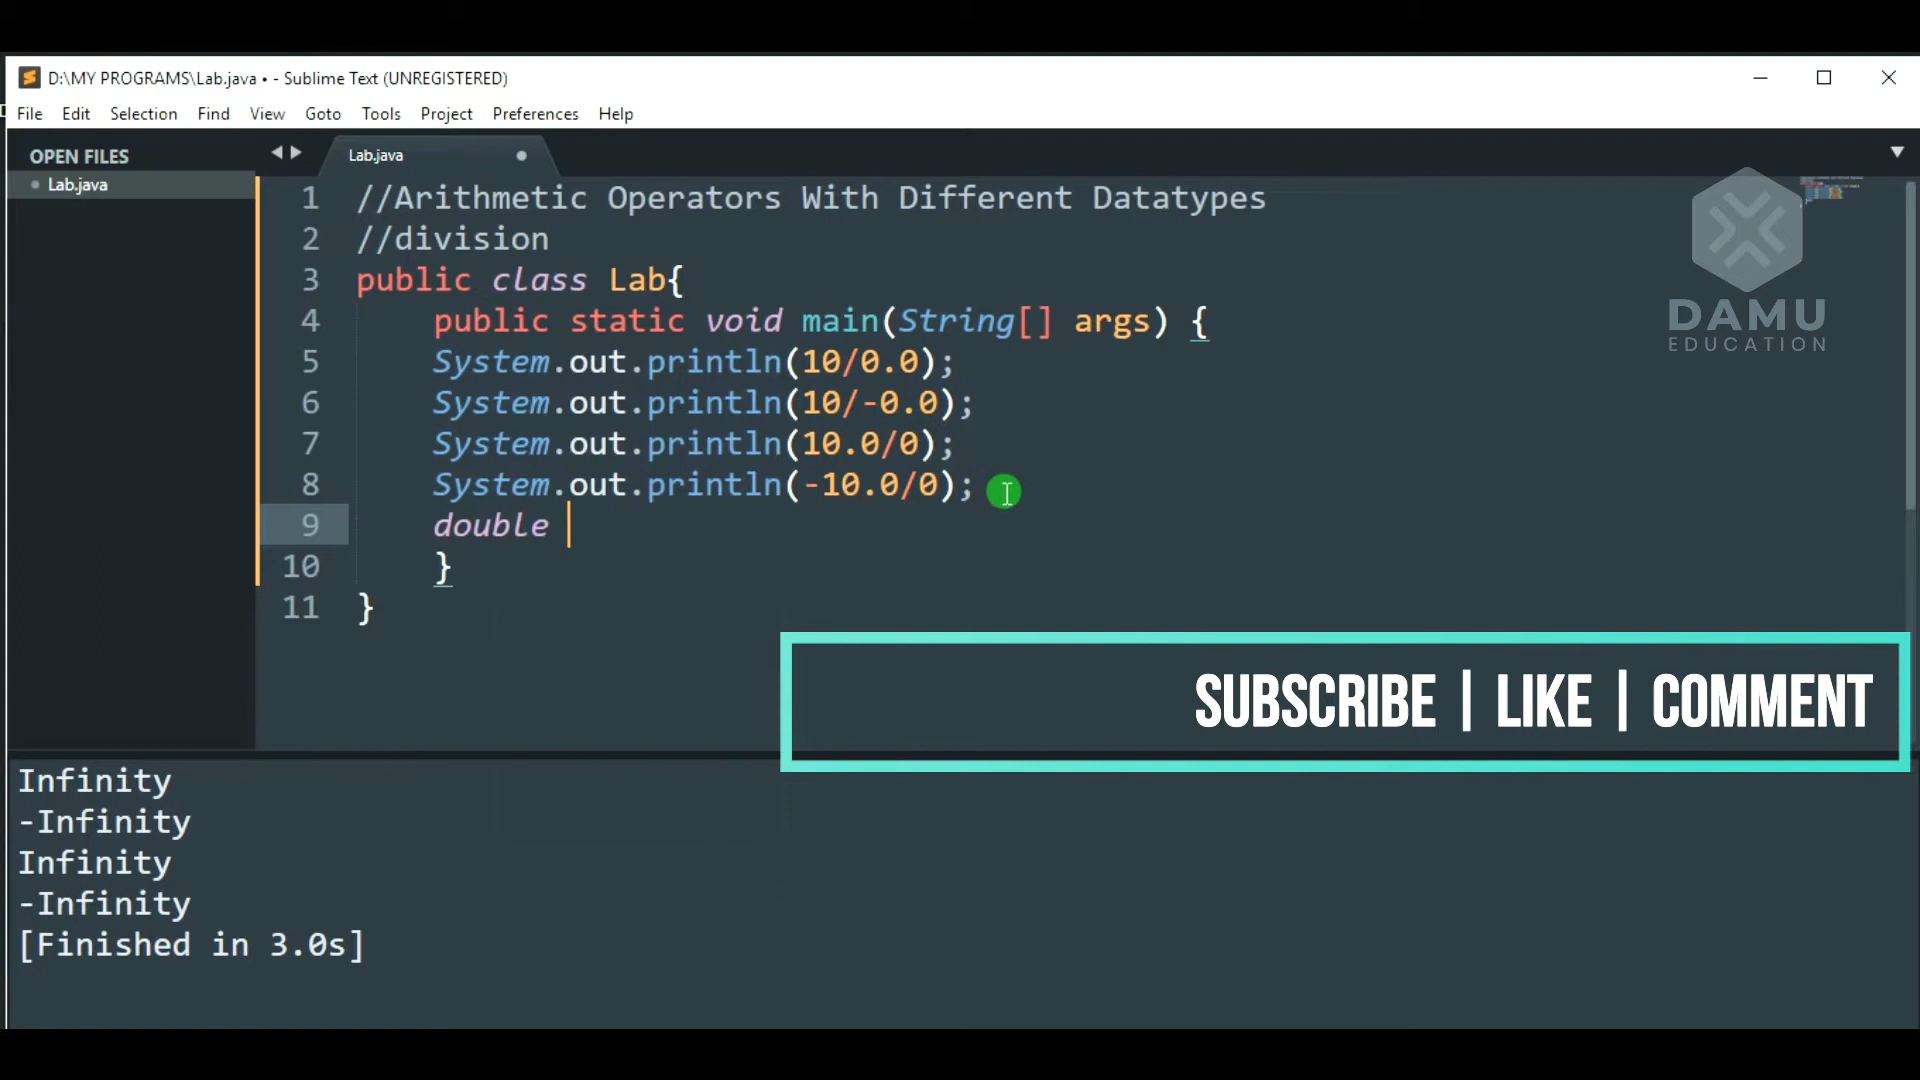 D:\MY PROGRAMS\Lab.java • - Sublime Text (UNREGISTERED)
File Edit Selection Find View Goto Tools Project Preferences Help
OPEN FILES
Lab.java
Lab.java
1 //Arithmetic Operators With Different Datatypes
2 //division
3 public class Lab{
4 public static void main(String[] args) {
5 System.out.println(10/0.0);
6 System.out.println(10/-0.0);
7 System.out.println(10.0/0);
8 System.out.println(-10.0/0);
9 double
10 }
11 }
DAMU
EDUCATION
SUBSCRIBE | LIKE | COMMENT
Infinity
-Infinity
Infinity
-Infinity
[Finished in 3.0s]